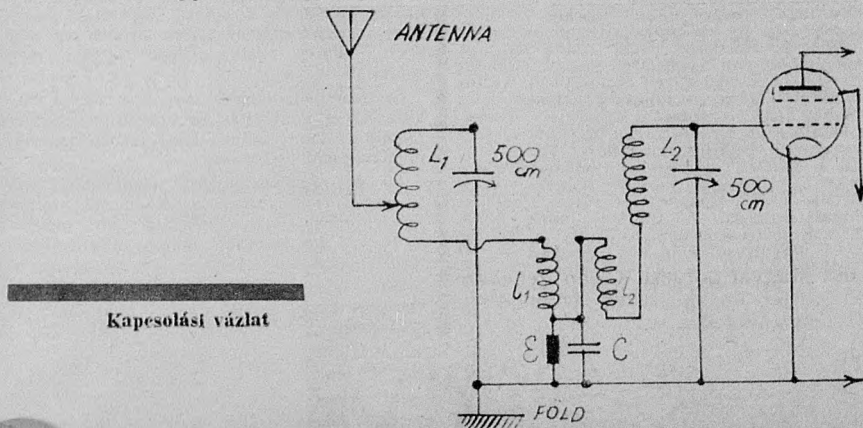 ANTENNA
L₁
500
cm
L₂
500
cm
l₁
l₂
Kapcsolási vázlat
Ɛ
C
FÖLD